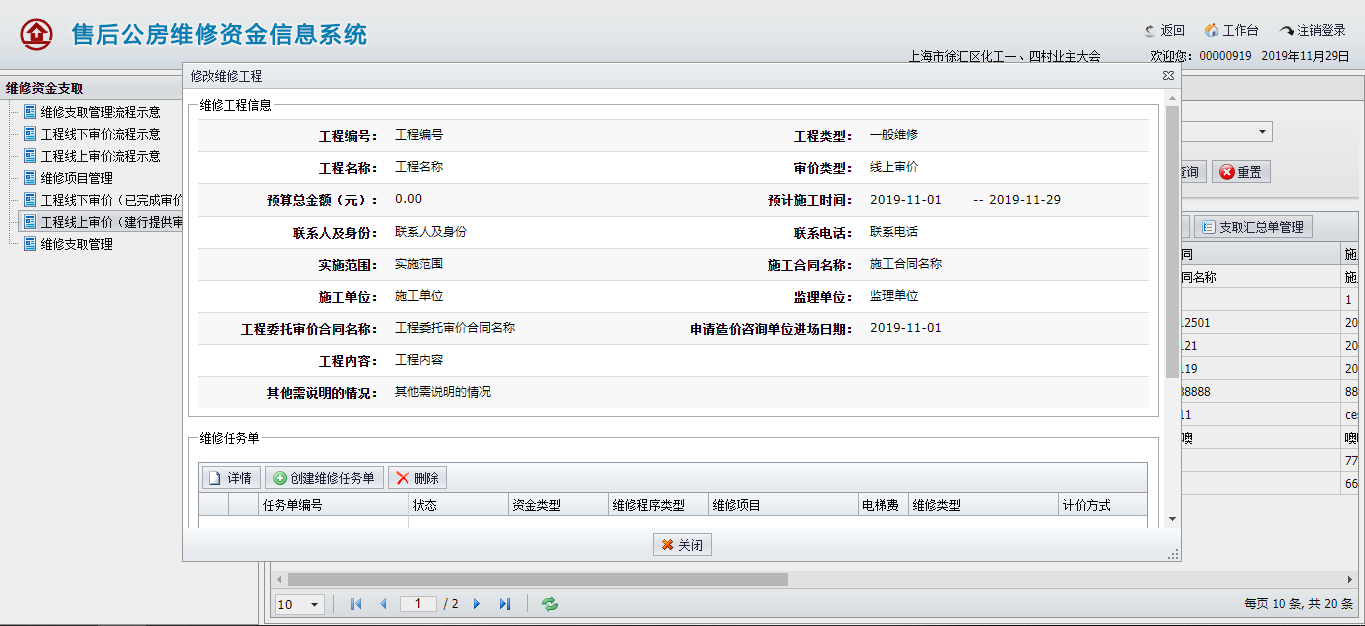 售后公房维修资金信息系统
返回 工作台 注销登录
上海市徐汇区化工一、四村业主大会 欢迎您：00000919 2019年11月29日
维修资金支取
维修支取管理流程示意
工程线下审价流程示意
工程线上审价流程示意
维修项目管理
工程线下审价（已完成审价
工程线上审价（建行提供审
维修支取管理
修改维修工程
维修工程信息
工程编号： 工程编号 工程类型： 一般维修
工程名称： 工程名称 审价类型： 线上审价
预算总金额（元）： 0.00 预计施工时间： 2019-11-01 -- 2019-11-29
联系人及身份： 联系人及身份 联系电话： 联系电话
实施范围： 实施范围 施工合同名称： 施工合同名称
施工单位： 施工单位 监理单位： 监理单位
工程委托审价合同名称： 工程委托审价合同名称 申请造价咨询单位进场日期： 2019-11-01
工程内容： 工程内容
其他需说明的情况： 其他需说明的情况
维修任务单
详情 创建维修任务单 删除
任务单编号 状态 资金类型 维修程序类型 维修项目 电梯费 维修类型 计价方式
关闭
查询 重置
支取汇总单管理
同 施
同名称 施
1
2501 20
21 20
19 20
88888 88
11 ce
噢 噢
77
66
10 1 / 2 每页 10 条, 共 20 条